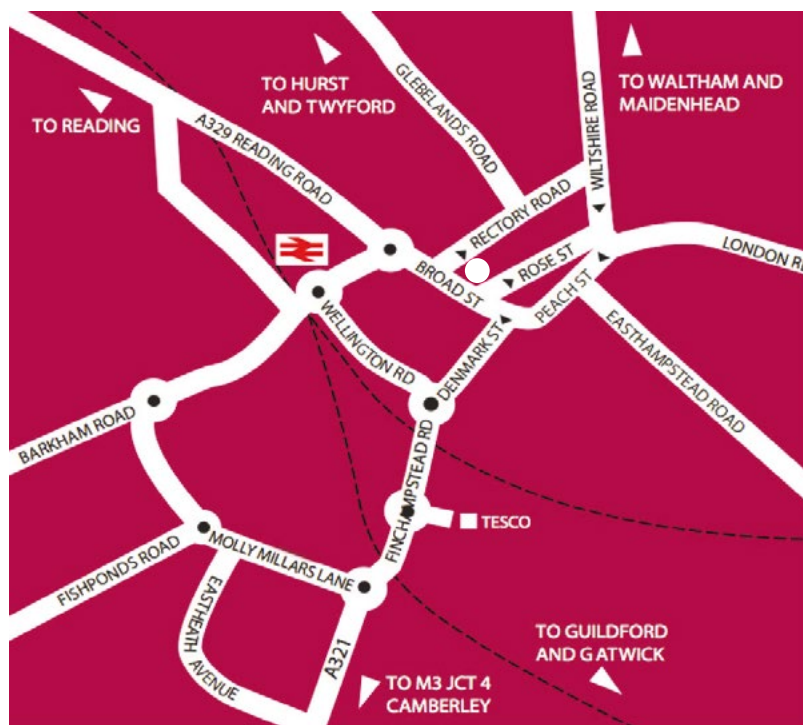 TO HURST
AND TWYFORD
TO WALTHAM AND
MAIDENHEAD
TO READING
A329 READING ROAD
GLEBELANDS ROAD
WILTSHIRE ROAD
RECTORY ROAD
ROSE ST
LONDON R
BROAD ST
PEACH ST
WELLINGTON RD
DENMARK ST
EASTHAMPSTEAD ROAD
BARKHAM ROAD
FINCHAMPSTEAD RD
TESCO
FISHPONDS ROAD
MOLLY MILLARS LANE
EASTHEATH
AVENUE
A321
TO GUILDFORD
AND GATWICK
TO M3 JCT 4
CAMBERLEY